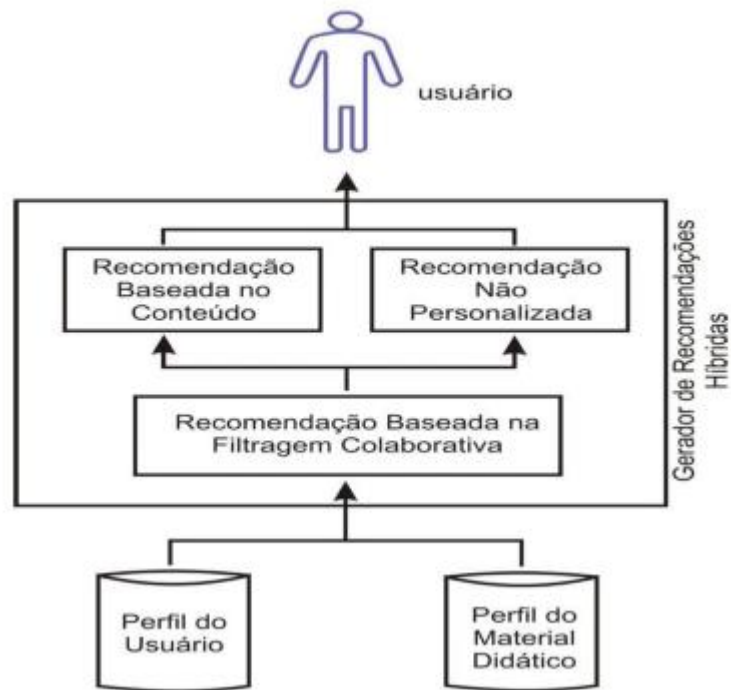 usuário
Recomendação
Baseada no
Conteúdo
Recomendação
Não
Personalizada
Gerador de Recomendações
Híbridas
Recomendação Baseada na
Filtragem Colaborativa
Perfil do
Usuário
Perfil do
Material
Didático